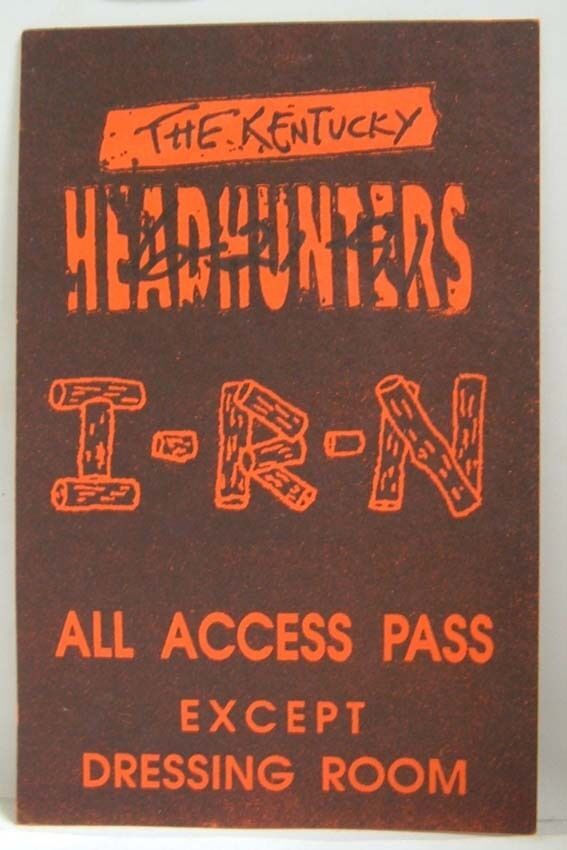 THE KENTUCKY
HEADHUNTERS
I-R-N
ALL ACCESS PASS
EXCEPT
DRESSING ROOM